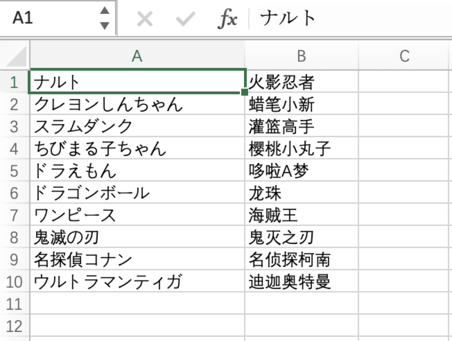 A1 fx ナルト
A B C
1 ナルト 火影忍者
2 クレヨンしんちゃん 蜡笔小新
3 スラムダンク 灌篮高手
4 ちびまる子ちゃん 櫻桃小丸子
5 ドラえもん 哆啦A梦
6 ドラゴンボール 龙珠
7 ワンピース 海贼王
8 鬼滅の刃 鬼灭之刃
9 名探偵コナン 名侦探柯南
10 ウルトラマンティガ 迪迦奥特曼
11
12